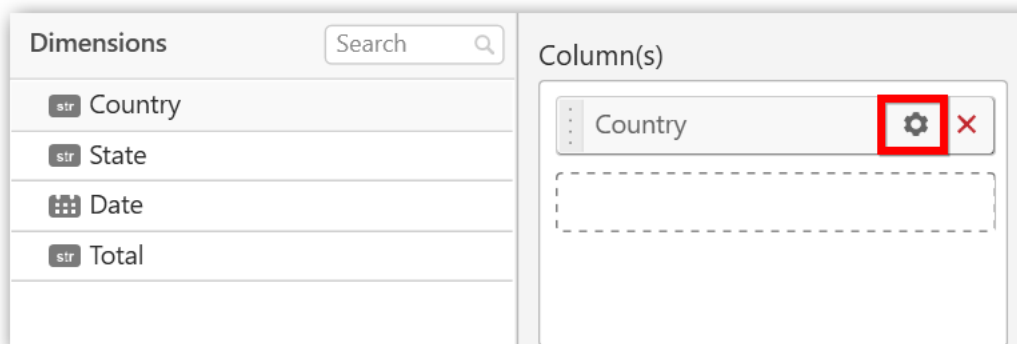 Dimensions
Search
str Country
str State
Date
str Total
Column(s)
Country